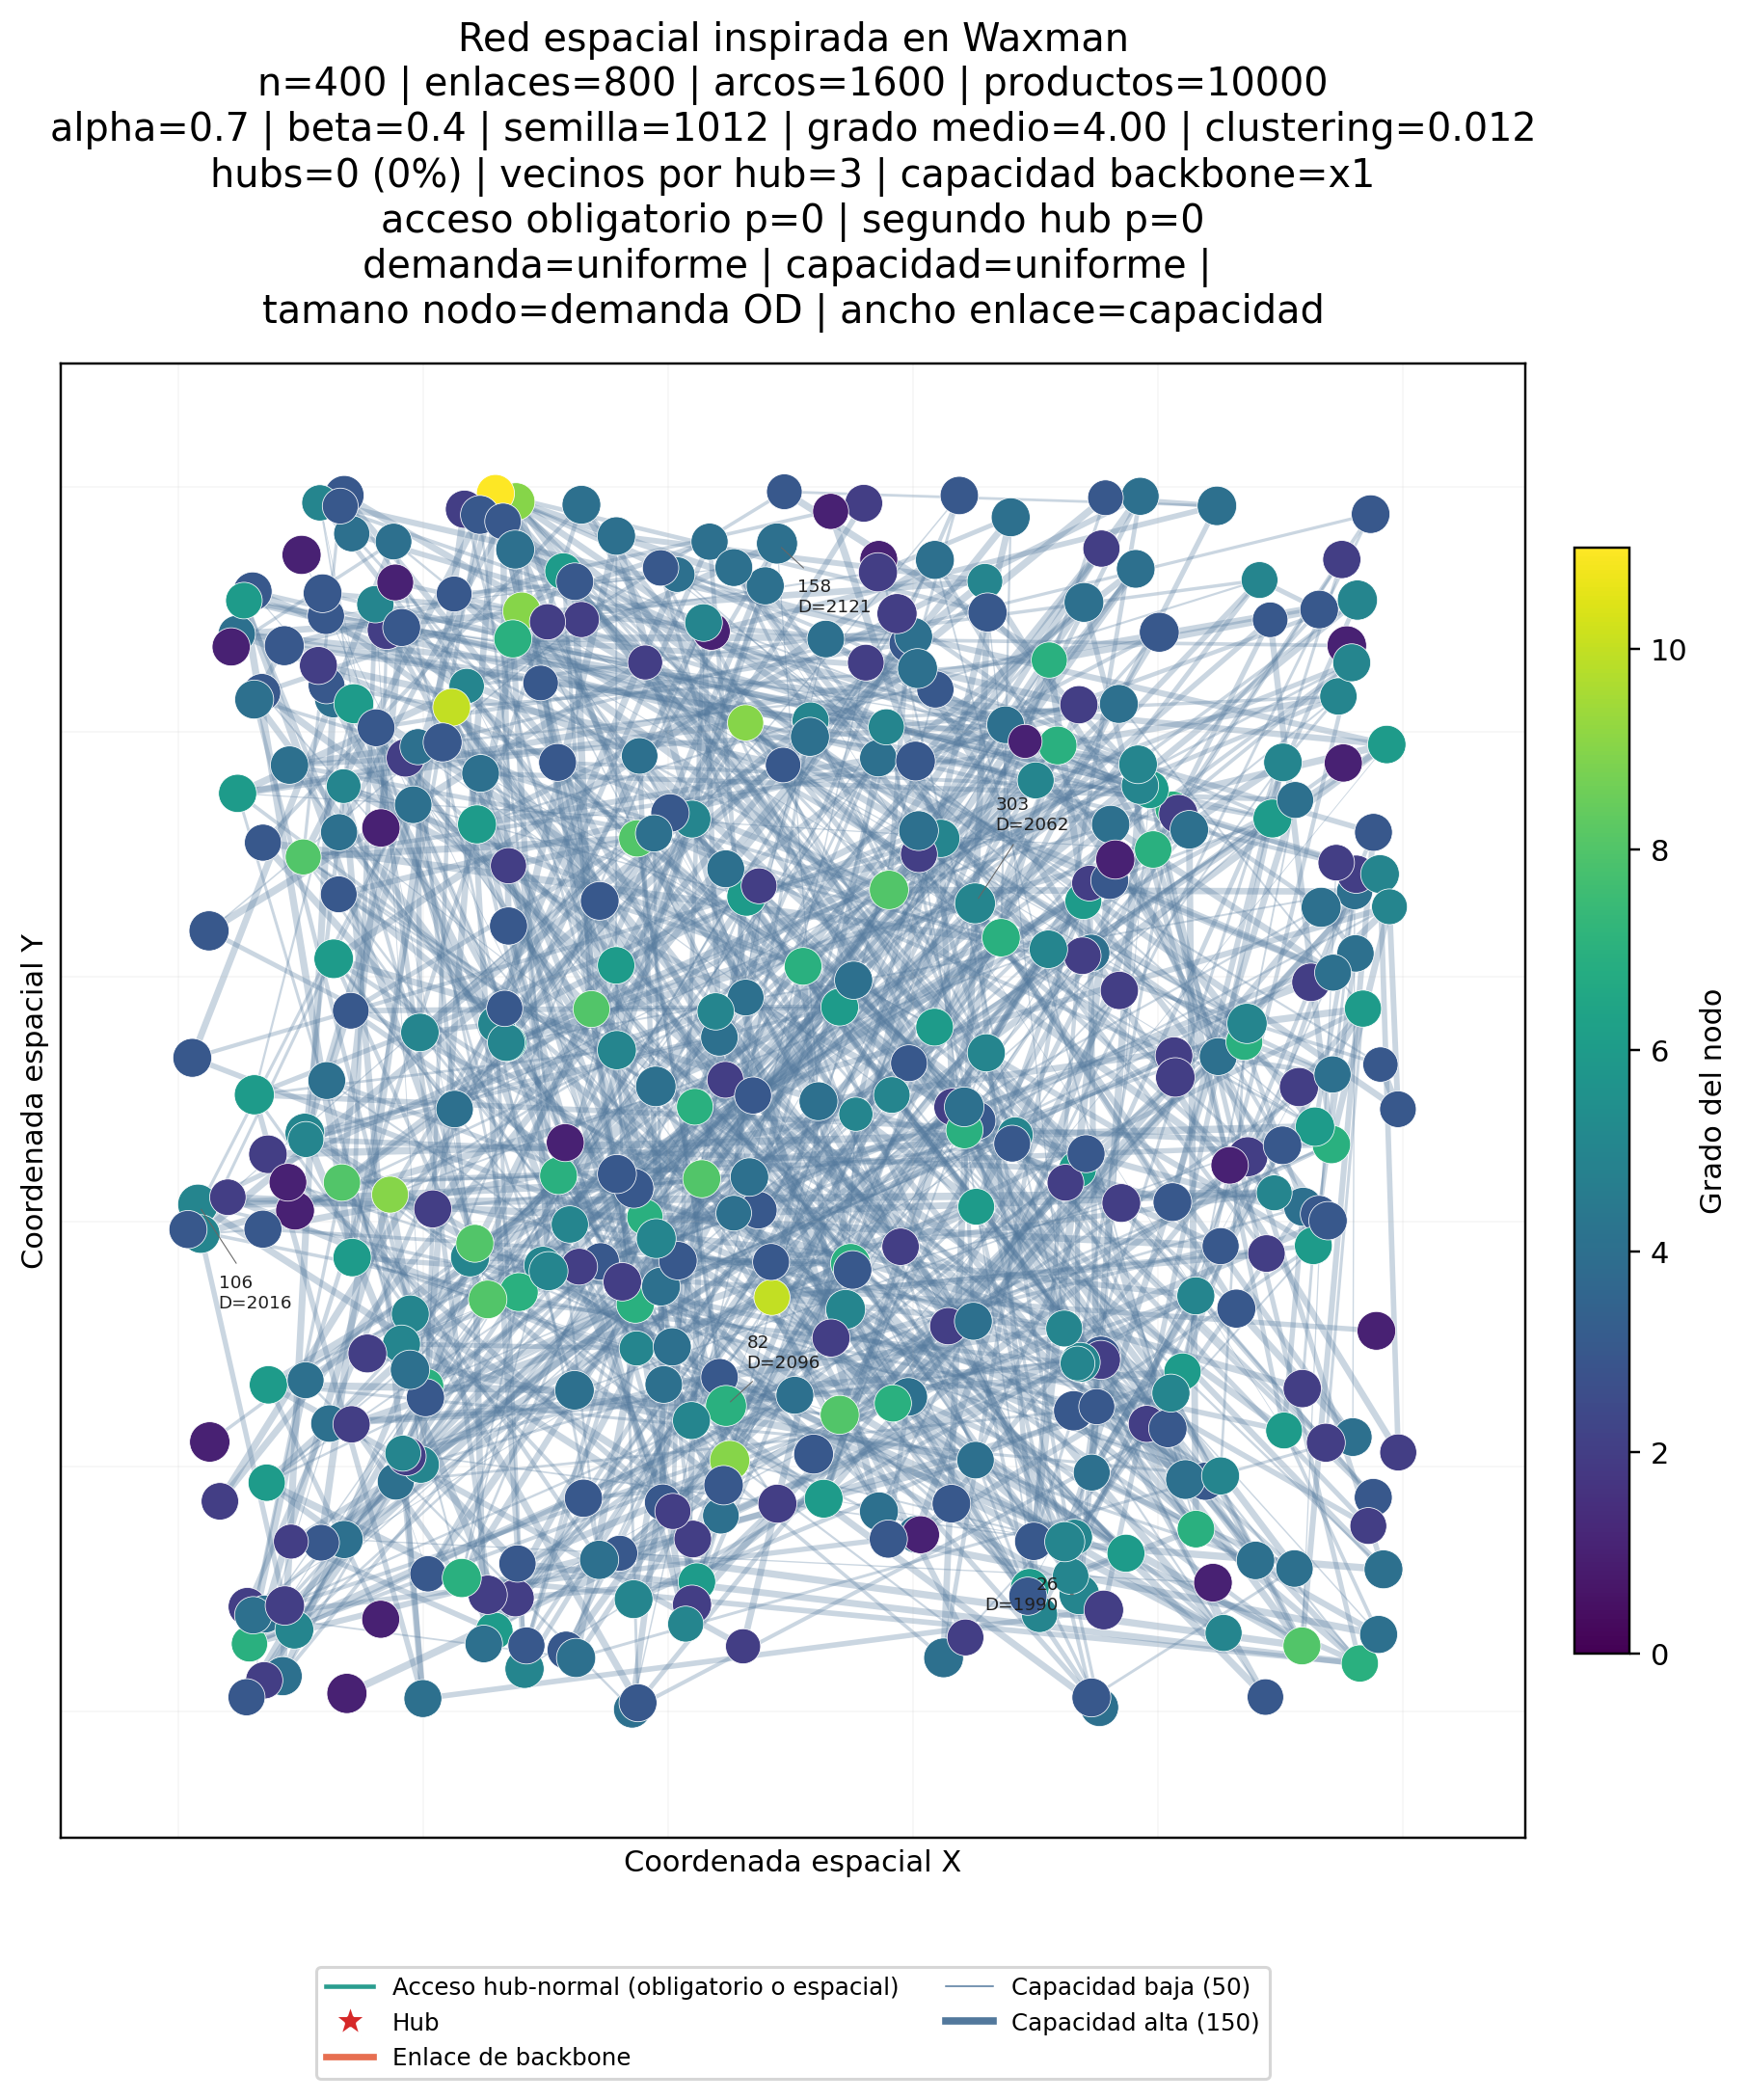 Red espacial inspirada en Waxman
n=400 | enlaces=800 | arcos=1600 | productos=10000
alpha=0.7 | beta=0.4 | semilla=1012 | grado medio=4.00 | clustering=0.012
hubs=0 (0%) | vecinos por hub=3 | capacidad backbone=x1
acceso obligatorio p=0 | segundo hub p=0
demanda=uniforme | capacidad=uniforme |
tamano nodo=demanda OD | ancho enlace=capacidad
158
D=2121
303
D=2062
106
D=2016
82
D=2096
26
D=1990
Coordenada espacial Y
Coordenada espacial X
10
8
6
4
2
0
Grado del nodo
Acceso hub-normal (obligatorio o espacial)
Hub
Enlace de backbone
Capacidad baja (50)
Capacidad alta (150)